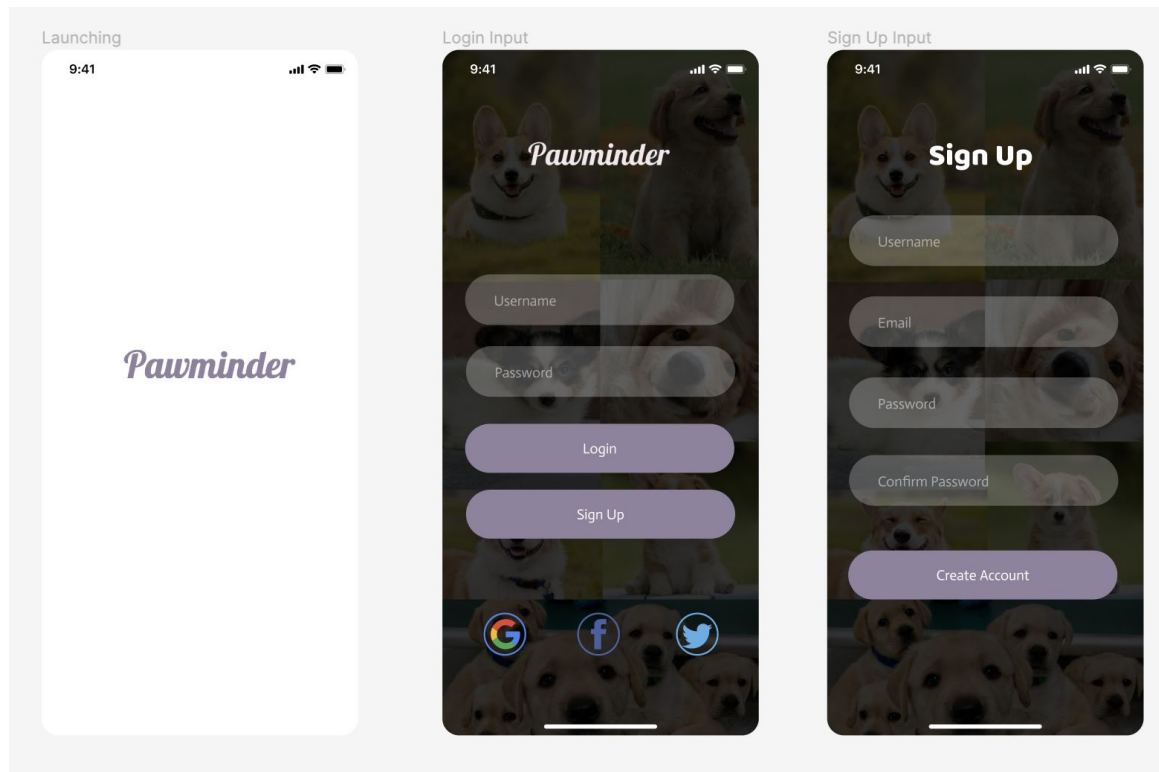 Launching
9:41
Pawminder
Login Input
9:41
Pawminder
Username
Password
Login
Sign Up
G f
Sign Up Input
9:41
Sign Up
Username
Email
Password
Confirm Password
Create Account